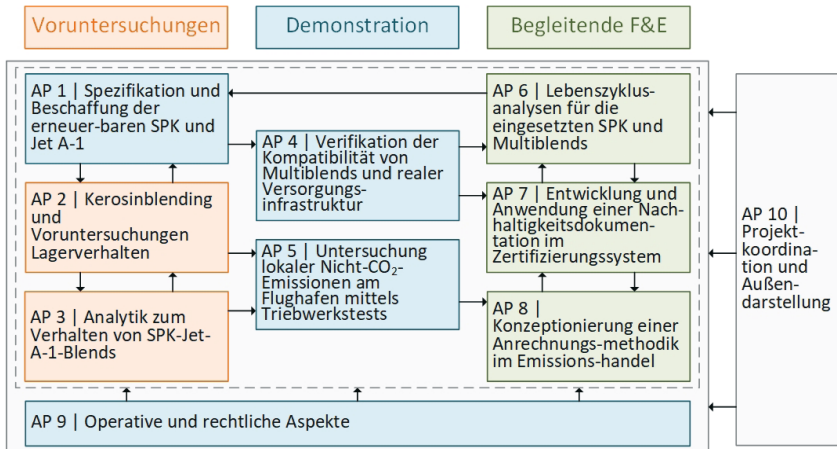 Voruntersuchungen
Demonstration
Begleitende F&E
AP 1 | Spezifikation und
Beschaffung der
erneuer-baren SPK und
Jet A-1
AP 2 | Kerosinblending
und
Voruntersuchungen
Lagerverhalten
AP 3 | Analytik zum
Verhalten von SPK-Jet-
A-1-Blends
AP 4 | Verifikation der
Kompatibilität von
Multiblends und realer
Versorgungs-
infrastruktur
AP 5 | Untersuchung
lokaler Nicht-CO₂-
Emissionen am
Flughafen mittels
Triebwerkstests
AP 6 | Lebenszyklus-
analysen für die
eingesetzten SPK und
Multiblends
AP 7 | Entwicklung und
Anwendung einer Nach-
haltigkeitsdokumen-
tation im
Zertifizierungssystem
AP 8 |
Konzeptionierung einer
Anrechnungs-methodik
im Emissions-handel
AP 9 | Operative und rechtliche Aspekte
AP 10 |
Projekt-
koordination und
Außen-
darstellung